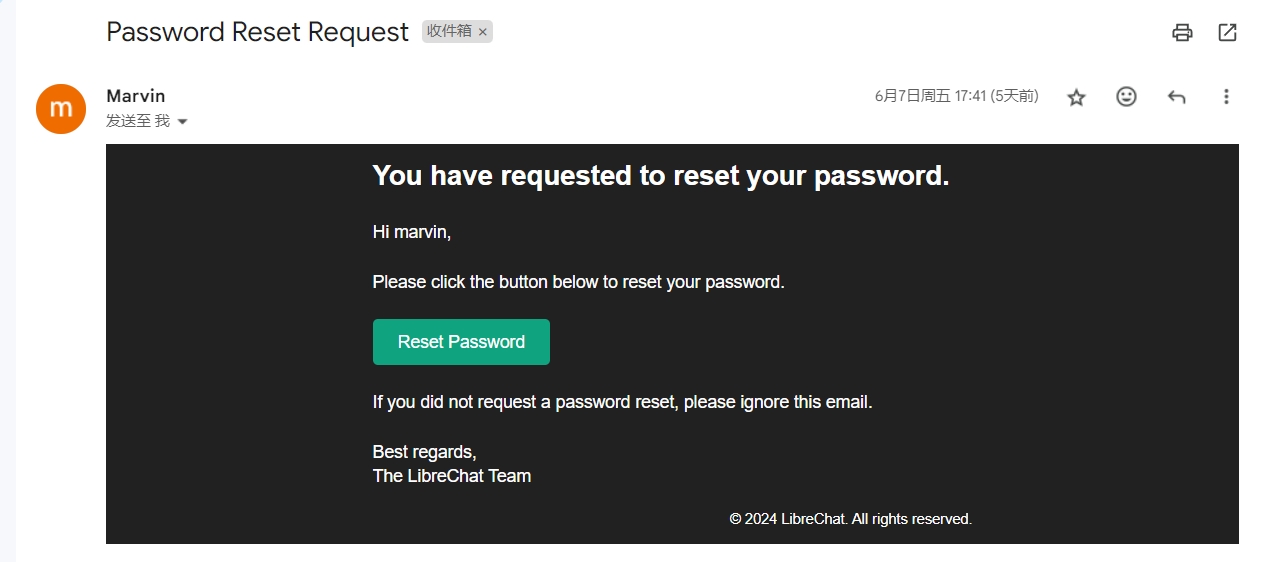 Password Reset Request 收件箱 ×
m
Marvin
6月7日周五 17:41 (5天前)
发送至 我
You have requested to reset your password.
Hi marvin,
Please click the button below to reset your password.
Reset Password
If you did not request a password reset, please ignore this email.
Best regards,
The LibreChat Team
© 2024 LibreChat. All rights reserved.